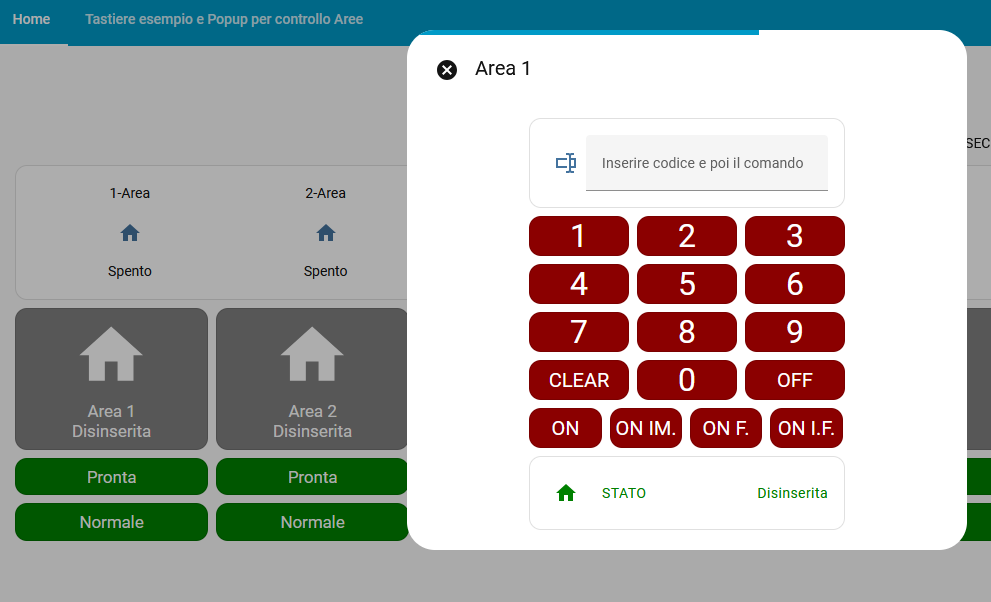 Home Tastiere esempio e Popup per controllo Aree
Area 1
SEC
1-Area 2-Area
Spento Spento
Area 1 Area 2
Disinserita Disinserita
Pronta Pronta
Normale Normale
Inserire codice e poi il comando
1 2 3
4 5 6
7 8 9
CLEAR 0 OFF
ON ON IM. ON F. ON I.F.
STATO Disinserita